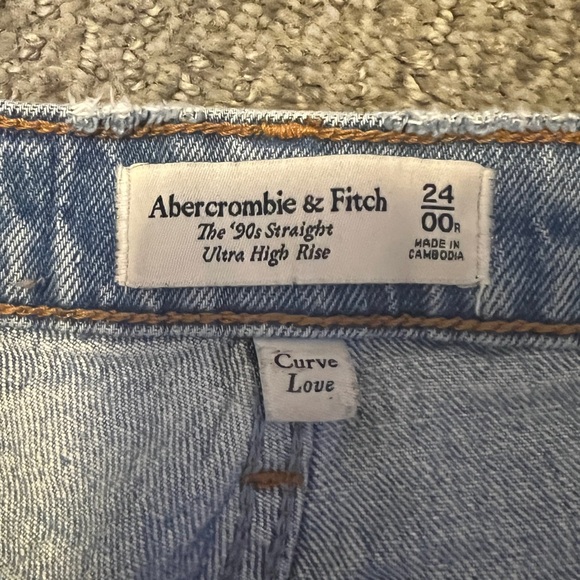 Abercrombie & Fitch
The '90s Straight
Ultra High Rise
24
00R
MADE IN
CAMBODIA
Curve
Love